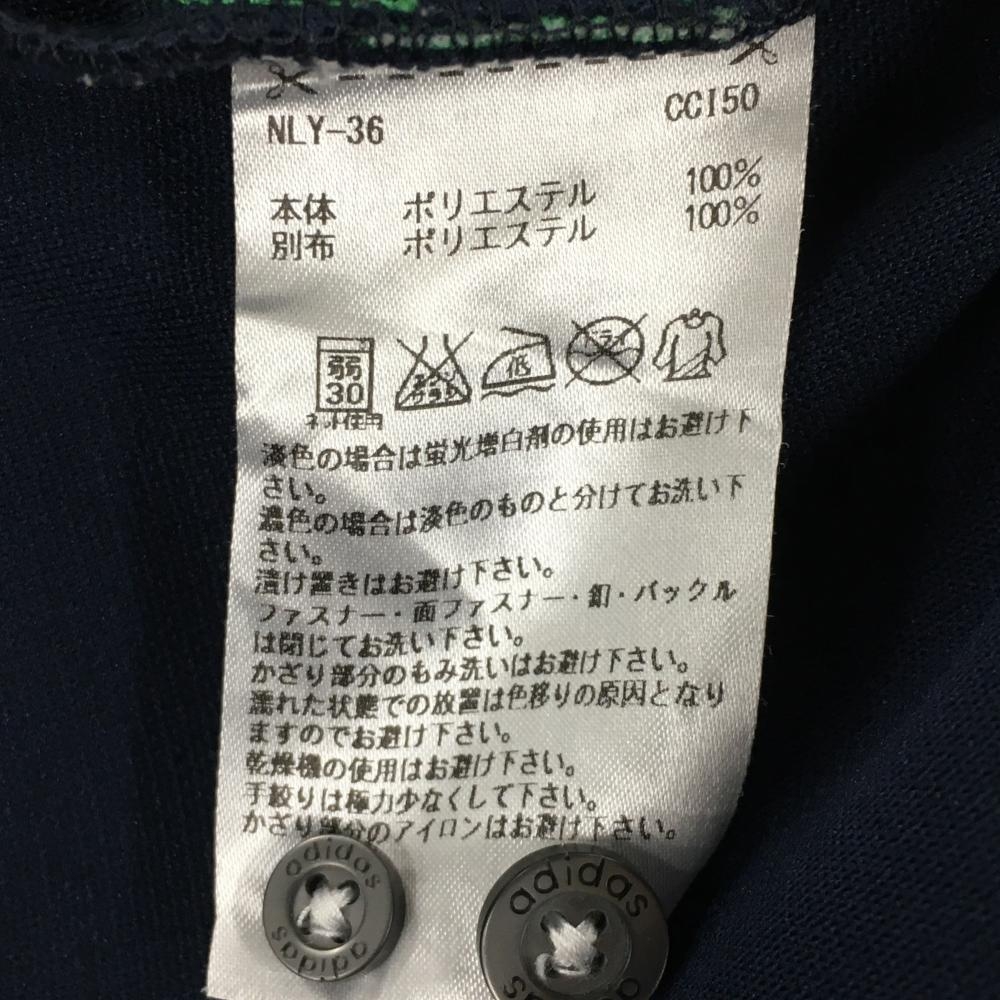 NLY-36 CCI50
本体 ポリエステル 100%
別布 ポリエステル 100%
弱
30
ネット使用
エンソ
サラシ
低
ドライ
淡色の場合は蛍光増白剤の使用はお避け下
さい。
濃色の場合は淡色のものと分けてお洗い下
さい。
漬け置きはお避け下さい。
ファスナー・面ファスナー・釦・バックル
は閉じてお洗い下さい。
かざり部分のもみ洗いはお避け下さい。
濡れた状態での放置は色移りの原因となり
ますのでお避け下さい。
乾燥機の使用はお避け下さい。
手絞りは極力少なくして下さい。
かざり部分のアイロンはお避け下さい。
adidas
adidas
adidas